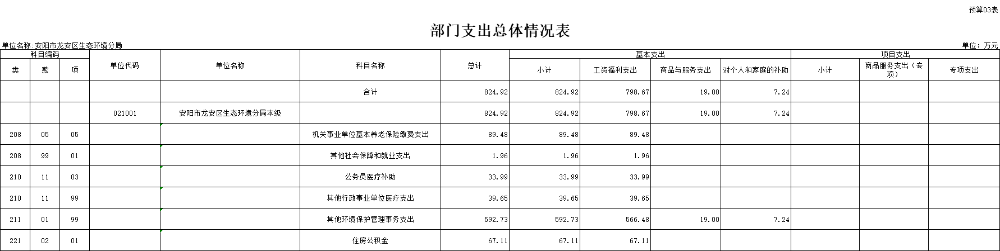 预算03表
部门支出总体情况表
单位名称:安阳市龙安区生态环境分局 单位：万元
科目编码 单位代码 单位名称 科目名称 总计 基本支出 项目支出
类 款 项 小计 工资福利支出 商品与服务支出 对个人和家庭的补助 小计 商品服务支出（专项） 专项支出
合计 824.92 824.92 798.67 19.00 7.24
021001 安阳市龙安区生态环境分局本级 824.92 824.92 798.67 19.00 7.24
208 05 05 机关事业单位基本养老保险缴费支出 89.48 89.48 89.48
208 99 01 其他社会保障和就业支出 1.96 1.96 1.96
210 11 03 公务员医疗补助 33.99 33.99 33.99
210 11 99 其他行政事业单位医疗支出 39.65 39.65 39.65
211 01 99 其他环境保护管理事务支出 592.73 592.73 566.48 19.00 7.24
221 02 01 住房公积金 67.11 67.11 67.11